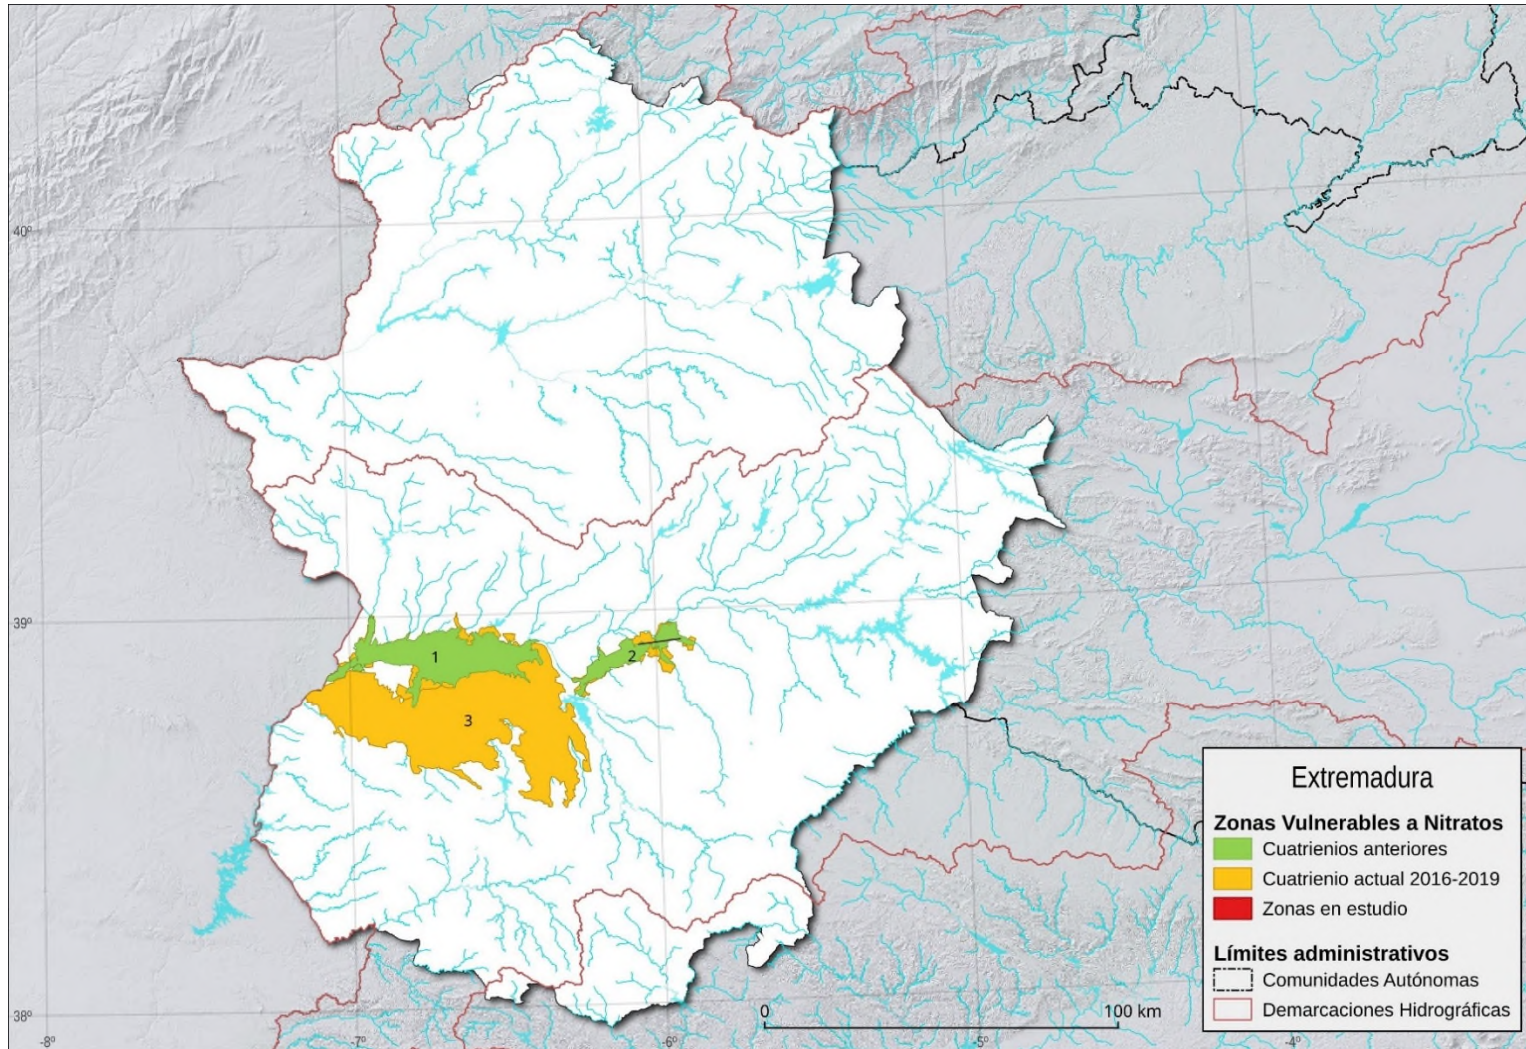 40º
39º
38º
-8º
-7º
-6º
-5º
-4º
1
2
3
0
100 km
Extremadura
Zonas Vulnerables a Nitratos
Cuatrienios anteriores
Cuatrienio actual 2016-2019
Zonas en estudio
Límites administrativos
Comunidades Autónomas
Demarcaciones Hidrográficas